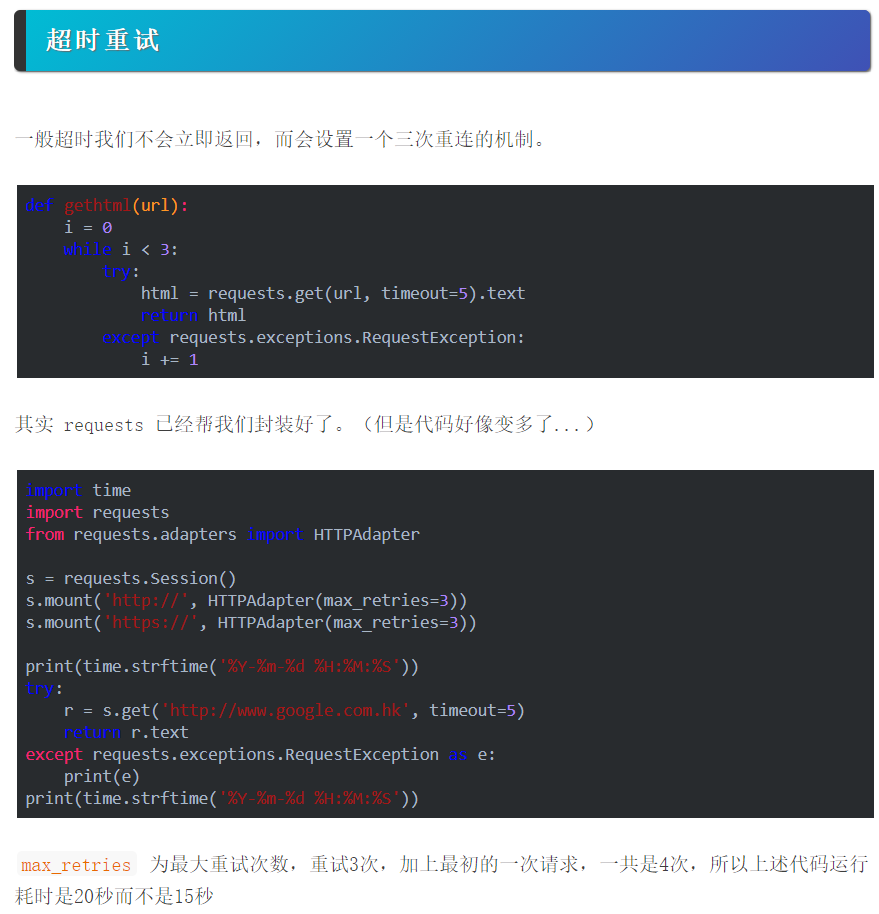 超时重试
一般超时我们不会立即返回，而会设置一个三次重连的机制。
def gethtml(url):
    i = 0
    while i < 3:
        try:
            html = requests.get(url, timeout=5).text
            return html
        except requests.exceptions.RequestException:
            i += 1
其实 requests 已经帮我们封装好了。（但是代码好像变多了...）
import time
import requests
from requests.adapters import HTTPAdapter
s = requests.Session()
s.mount('http://', HTTPAdapter(max_retries=3))
s.mount('https://', HTTPAdapter(max_retries=3))
print(time.strftime('%Y-%m-%d %H:%M:%S'))
try:
    r = s.get('http://www.google.com.hk', timeout=5)
    return r.text
except requests.exceptions.RequestException as e:
    print(e)
print(time.strftime('%Y-%m-%d %H:%M:%S'))
max_retries 为最大重试次数，重试3次，加上最初的一次请求，一共是4次，所以上述代码运行
耗时是20秒而不是15秒